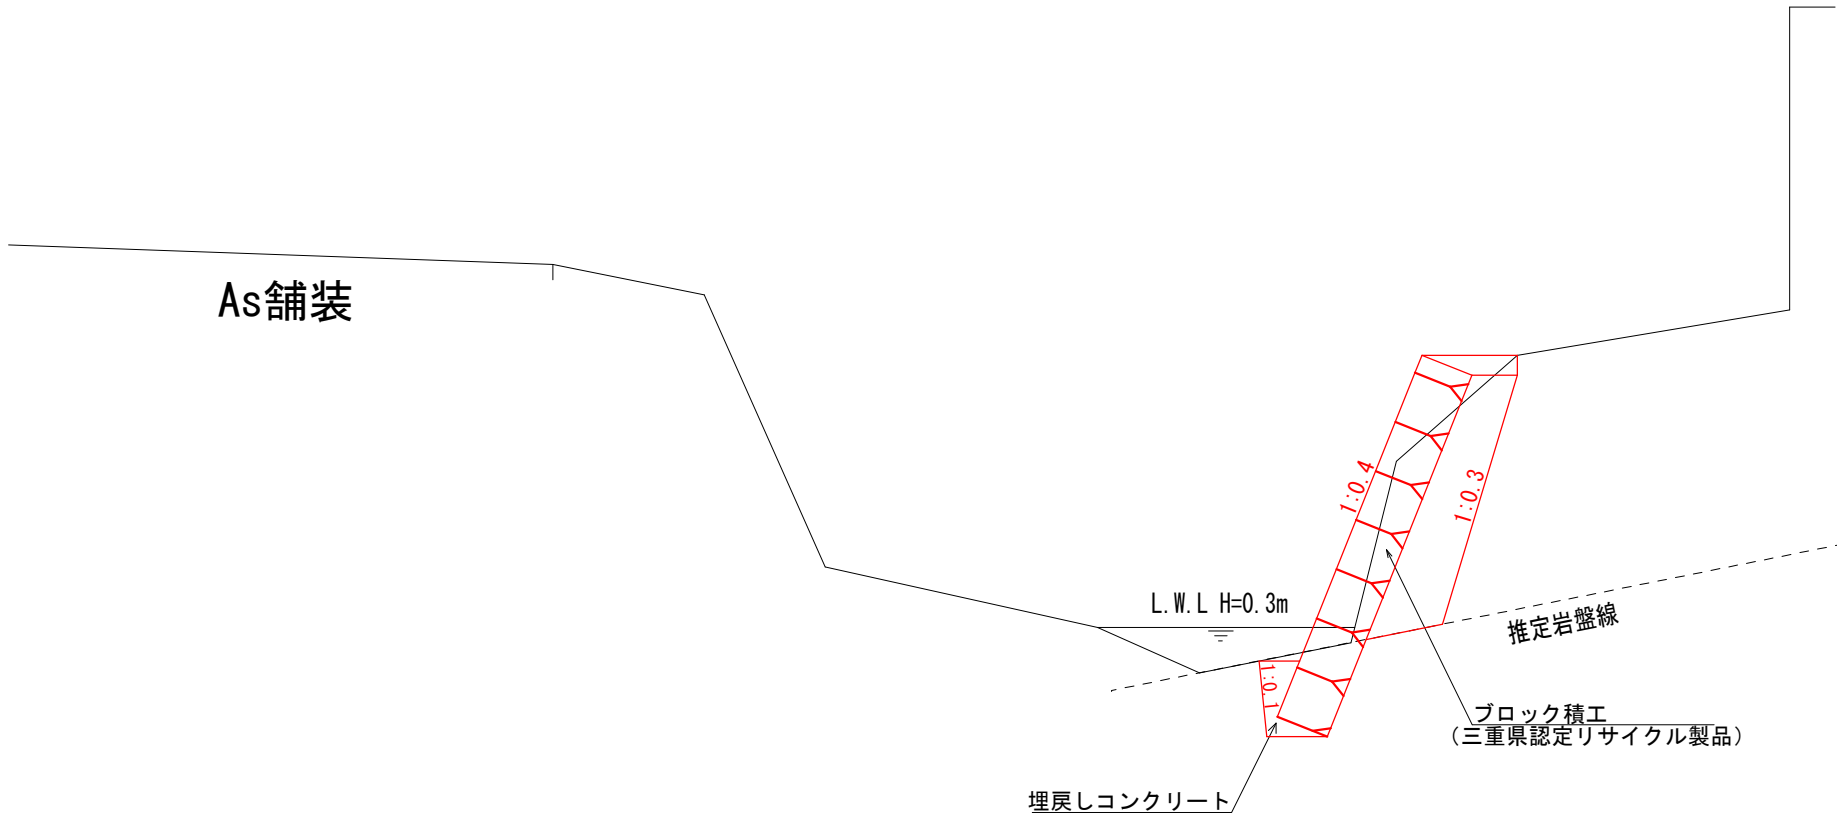 As舗装
1:0.4
1:0.3
L.W.L H=0.3m
推定岩盤線
1:0.1
ブロック積工
（三重県認定リサイクル製品）
埋戻しコンクリート